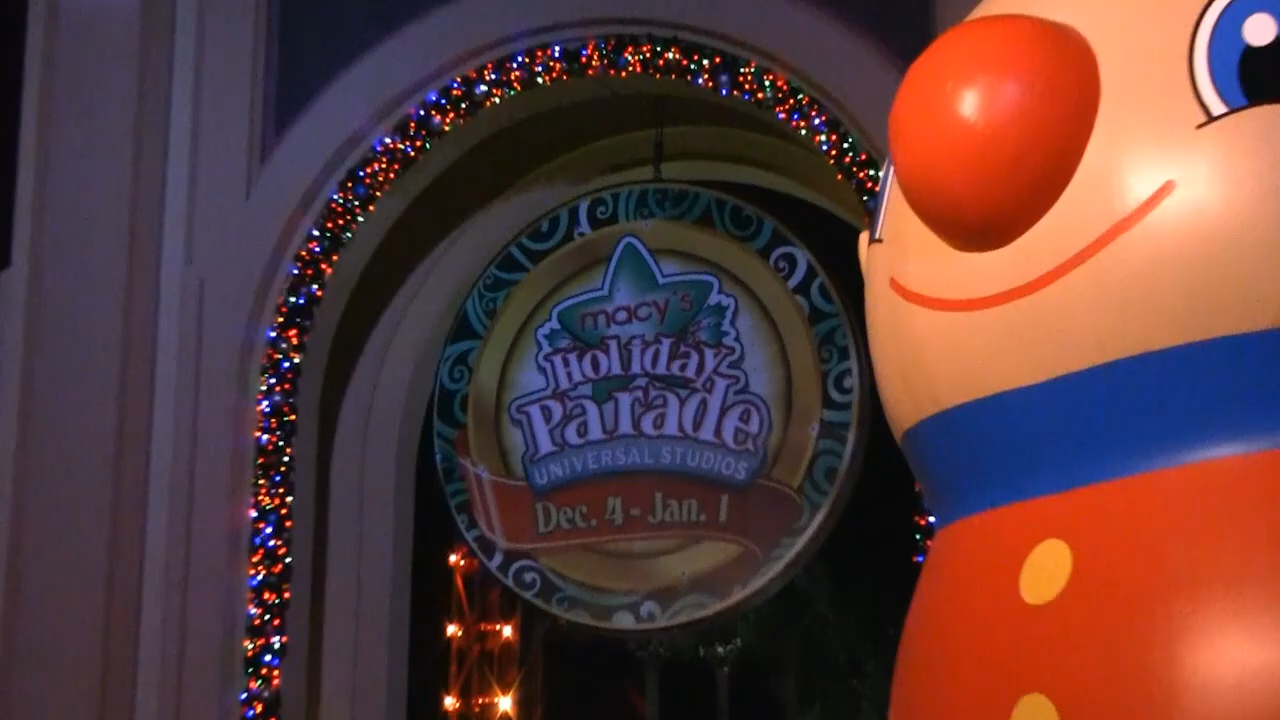 macy's
Holiday
Parade
UNIVERSAL STUDIOS
Dec. 4 - Jan. 1